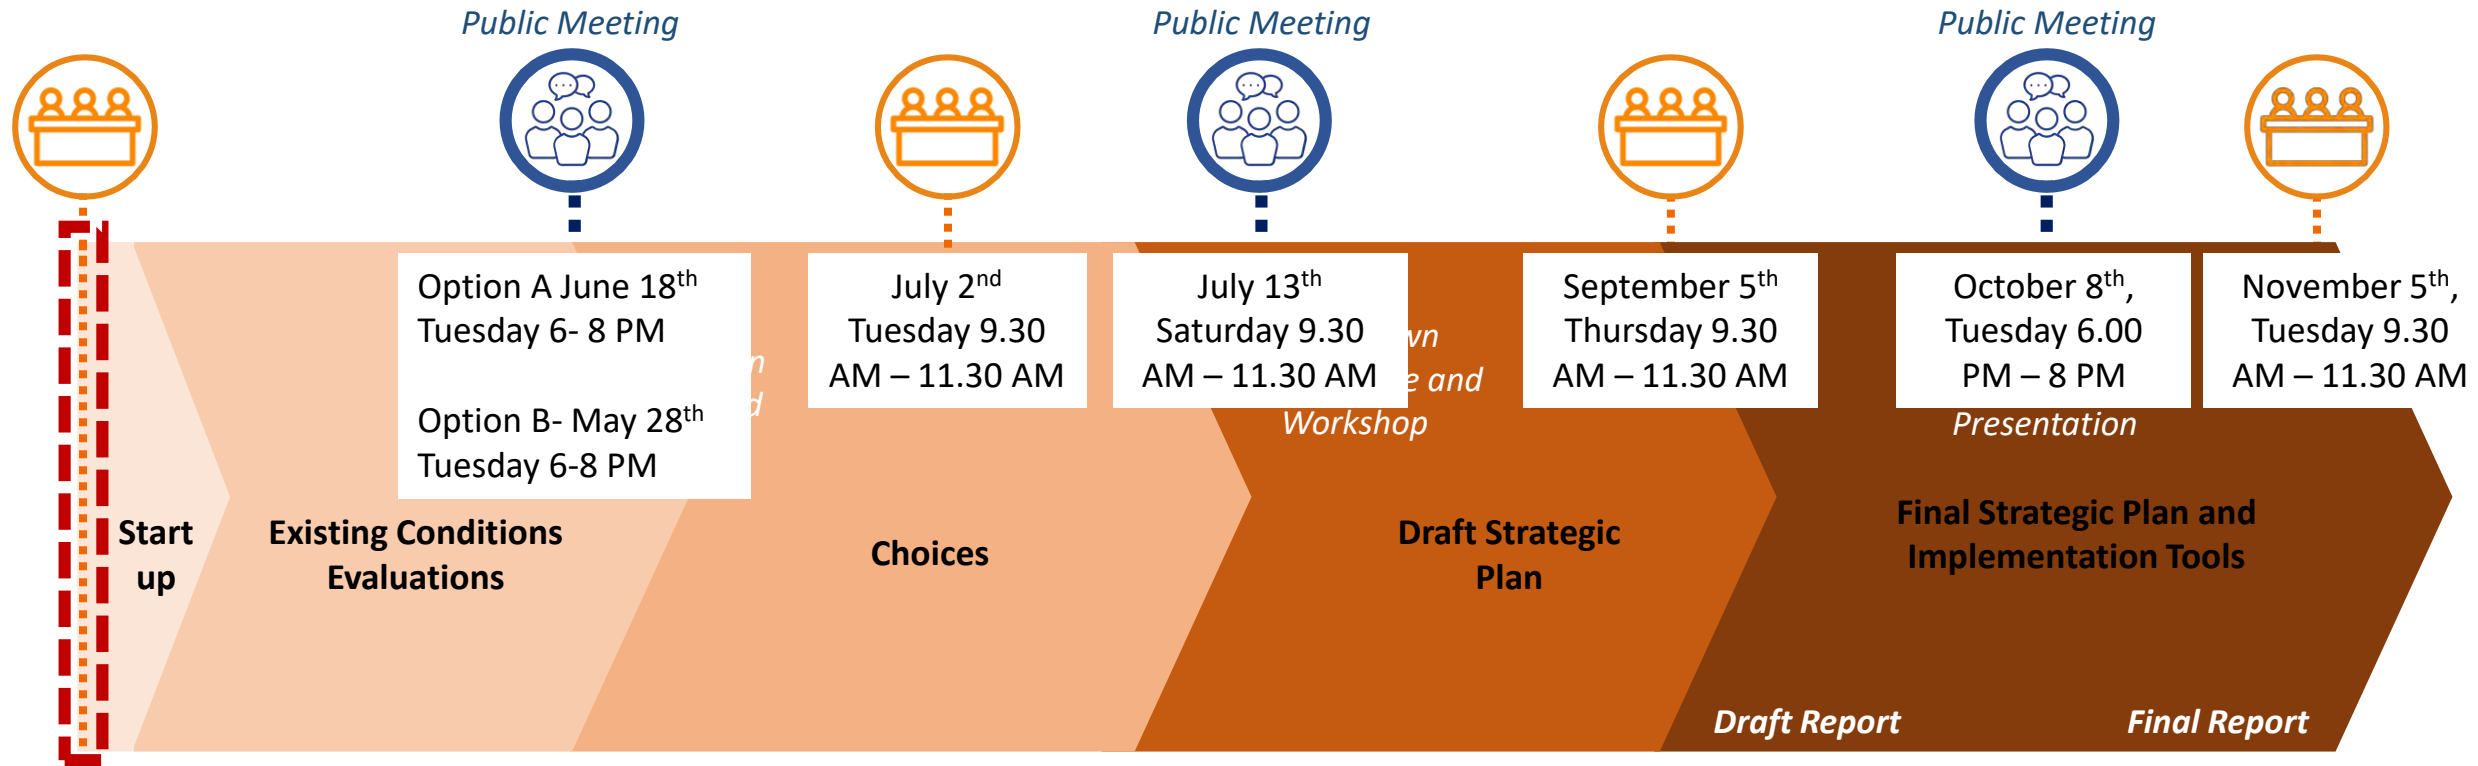 Public Meeting
Public Meeting
Public Meeting
Option A June 18th
Tuesday 6- 8 PM
Option B- May 28th
Tuesday 6-8 PM
July 2nd
Tuesday 9.30
AM – 11.30 AM
July 13th
Saturday 9.30
AM – 11.30 AM
and
Workshop
September 5th
Thursday 9.30
AM – 11.30 AM
October 8th,
Tuesday 6.00
PM – 8 PM
Presentation
November 5th,
Tuesday 9.30
AM – 11.30 AM
Start
up
Existing Conditions
Evaluations
Choices
Draft Strategic
Plan
Final Strategic Plan and
Implementation Tools
Draft Report
Final Report